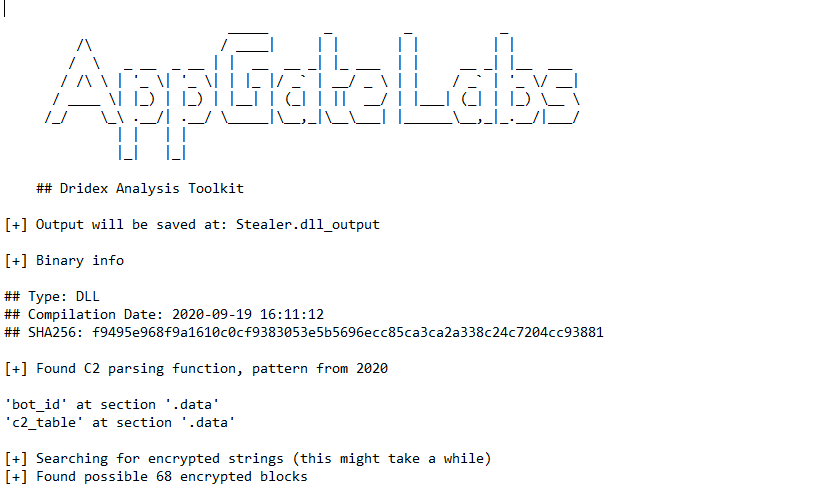 AppGateLabs
## Dridex Analysis Toolkit
[+] Output will be saved at: Stealer.dll_output
[+] Binary info
## Type: DLL
## Compilation Date: 2020-09-19 16:11:12
## SHA256: f9495e968f9a1610c0cf9383053e5b5696ecc85ca3ca2a338c24c7204cc93881
[+] Found C2 parsing function, pattern from 2020
'bot_id' at section '.data'
'c2_table' at section '.data'
[+] Searching for encrypted strings (this might take a while)
[+] Found possible 68 encrypted blocks